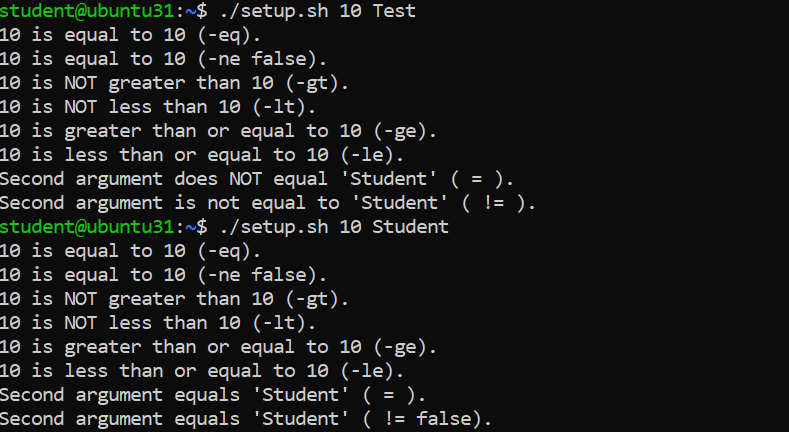 student@ubuntu31:~$ ./setup.sh 10 Test
10 is equal to 10 (-eq).
10 is equal to 10 (-ne false).
10 is NOT greater than 10 (-gt).
10 is NOT less than 10 (-lt).
10 is greater than or equal to 10 (-ge).
10 is less than or equal to 10 (-le).
Second argument does NOT equal 'Student' ( = ).
Second argument is not equal to 'Student' ( != ).
student@ubuntu31:~$ ./setup.sh 10 Student
10 is equal to 10 (-eq).
10 is equal to 10 (-ne false).
10 is NOT greater than 10 (-gt).
10 is NOT less than 10 (-lt).
10 is greater than or equal to 10 (-ge).
10 is less than or equal to 10 (-le).
Second argument equals 'Student' ( = ).
Second argument equals 'Student' ( != false).